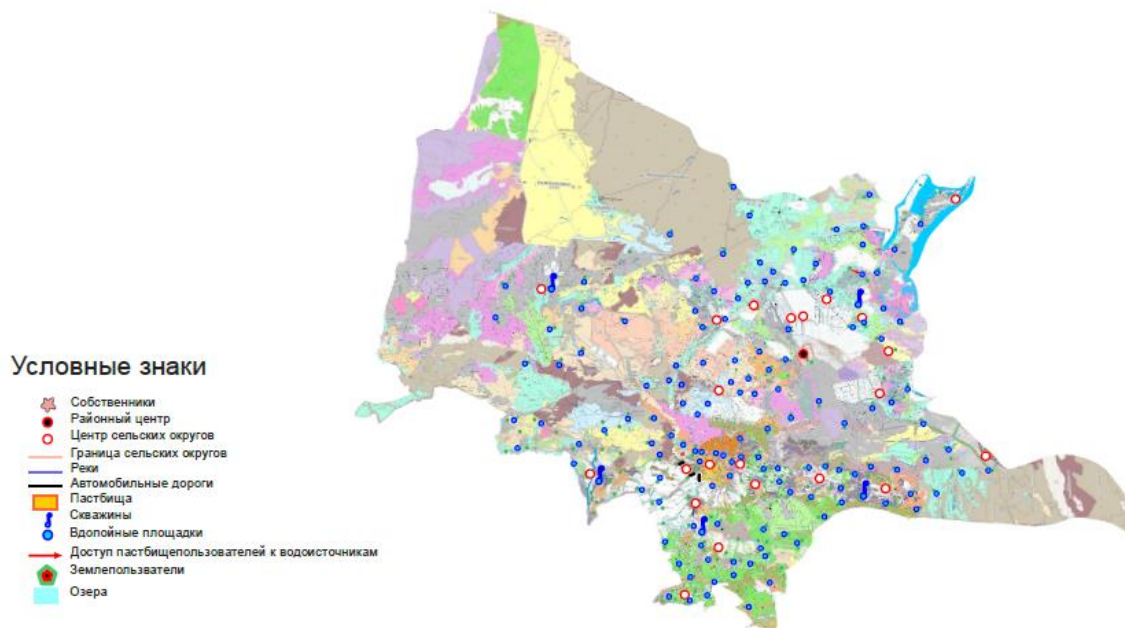 Условные знаки
Собственники
Районный центр
Центр сельских округов
Граница сельских округов
Реки
Автомобильные дороги
Пастбища
Скважины
Вдопойные площадки
Доступ пастбищепользователей к водоисточникам
Землепользватели
Озера